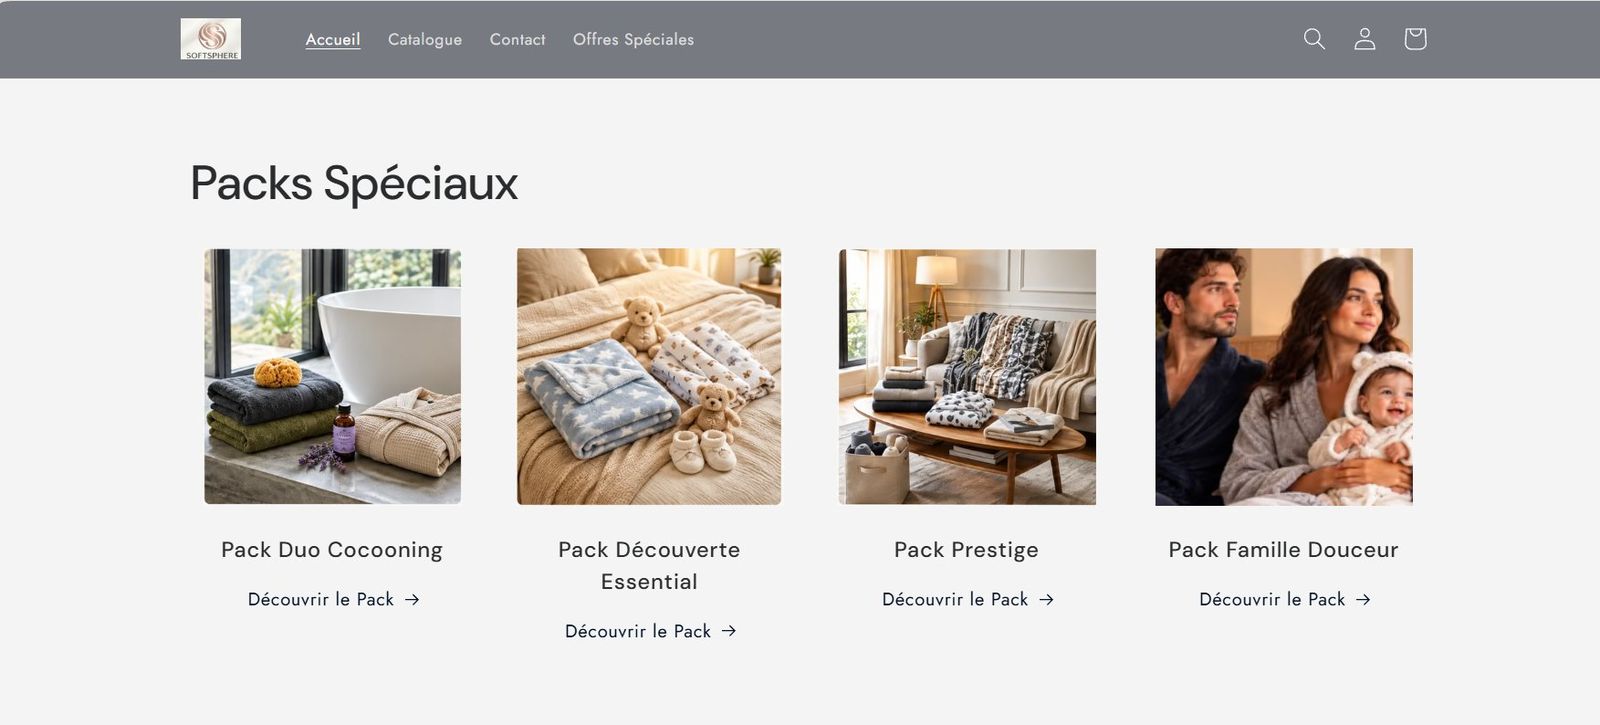 SOFTSPHERE
Accueil Catalogue Contact Offres Spéciales
Packs Spéciaux
Pack Duo Cocooning
Découvrir le Pack →
Pack Découverte
Essential
Découvrir le Pack →
Pack Prestige
Découvrir le Pack →
Pack Famille Douceur
Découvrir le Pack →